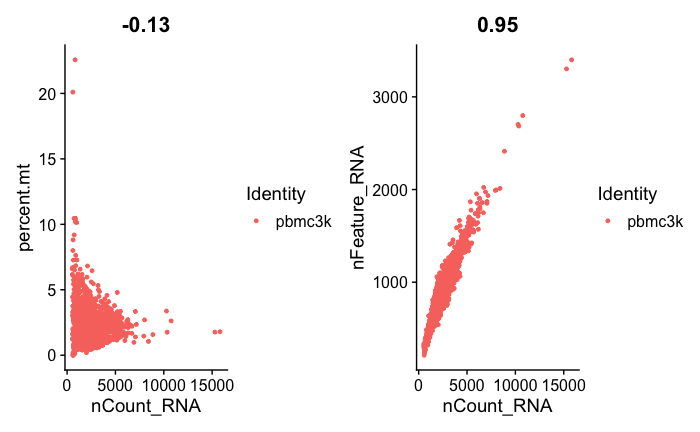 -0.13
percent.mt
20
15
10
5
0
0 5000 10000 15000
nCount_RNA
Identity
pbmc3k
0.95
nFeature_RNA
3000
2000
1000
0 5000 10000 15000
nCount_RNA
Identity
pbmc3k